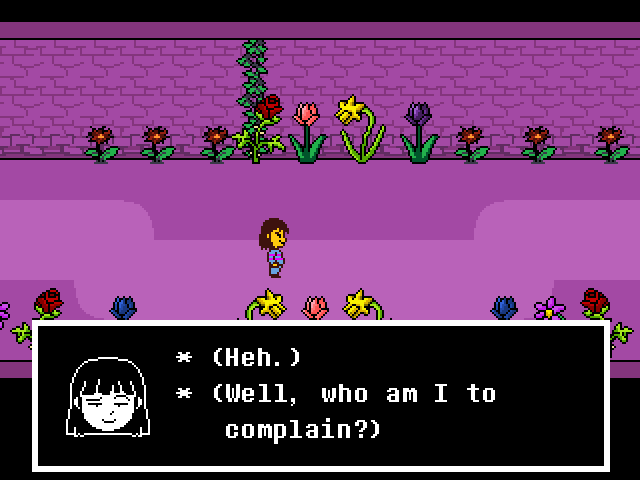 * (Heh.)
* (Well, who am I to
complain?)